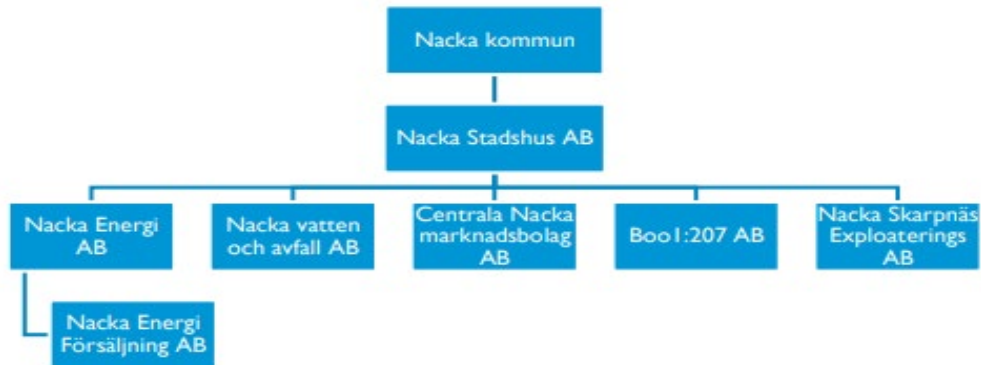 Nacka kommun
Nacka Stadshus AB
Nacka Energi
AB
Nacka vatten
och avfall AB
Centrala Nacka
marknadsbolag
AB
Boo1:207 AB
Nacka Skarpnäs
Exploaterings
AB
Nacka Energi
Försäljning AB